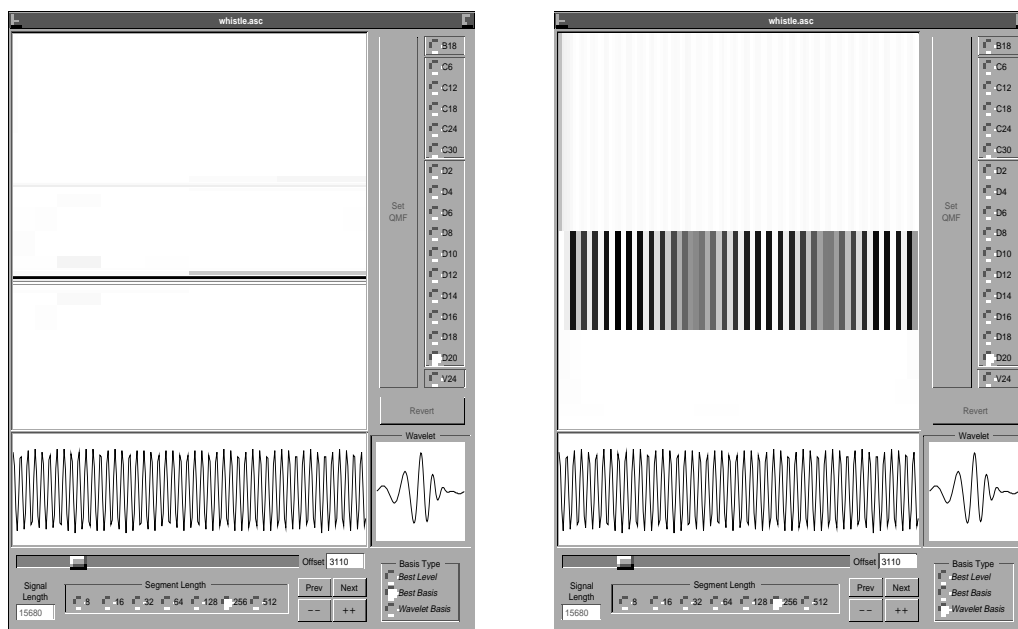 whistle.asc
B18
C6
C12
C18
C24
C30
D2
D4
D6
D8
D10
D12
D14
D16
D18
D20
V24
Set
QMF
Revert
Wavelet
Offset 3110
Signal
Length
15680
Segment Length
8 16 32 64 128 256 512
Prev Next
-- ++
Basis Type
Best Level
Best Basis
Wavelet Basis
whistle.asc
B18
C6
C12
C18
C24
C30
D2
D4
D6
D8
D10
D12
D14
D16
D18
D20
V24
Set
QMF
Revert
Wavelet
Offset 3110
Signal
Length
15680
Segment Length
8 16 32 64 128 256 512
Prev Next
-- ++
Basis Type
Best Level
Best Basis
Wavelet Basis